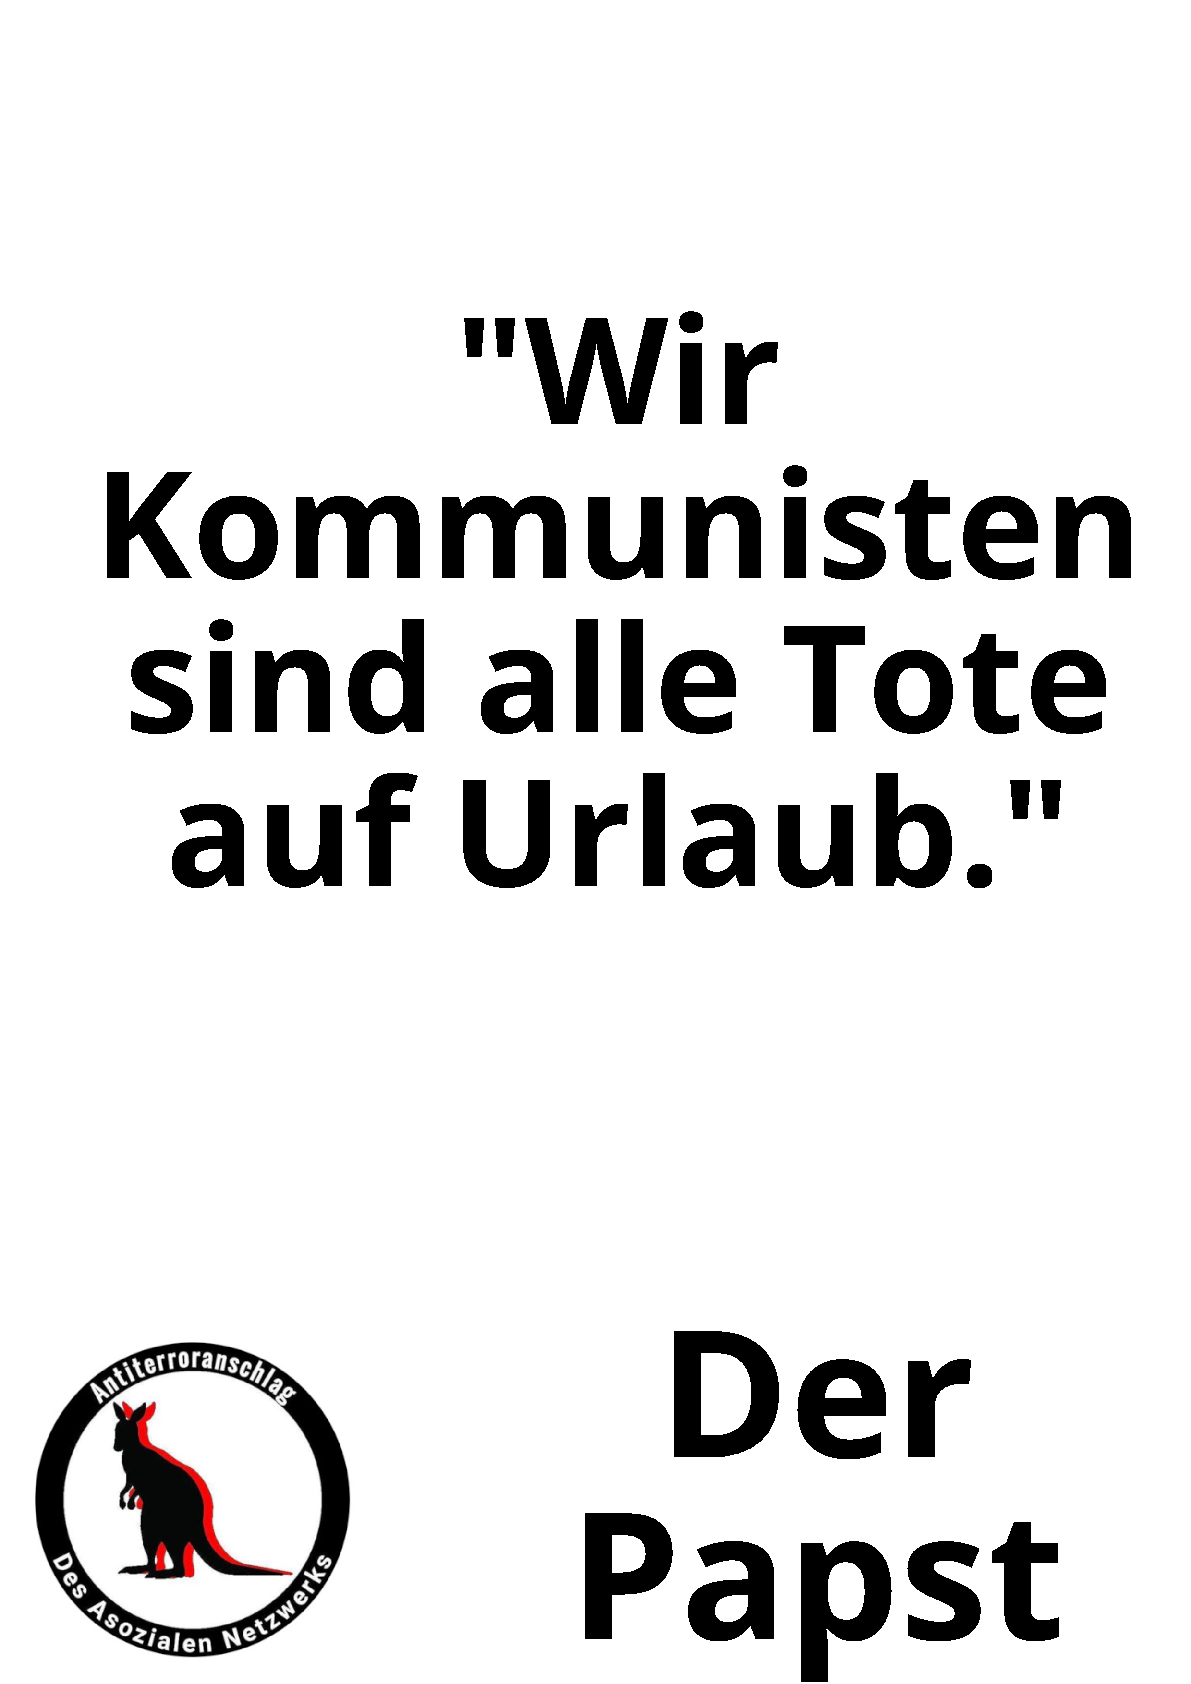 "Wir
Kommunisten
sind alle Tote
auf Urlaub."
Der
Papst
Antiterroranschlag
Des Asozialen Netzwerks